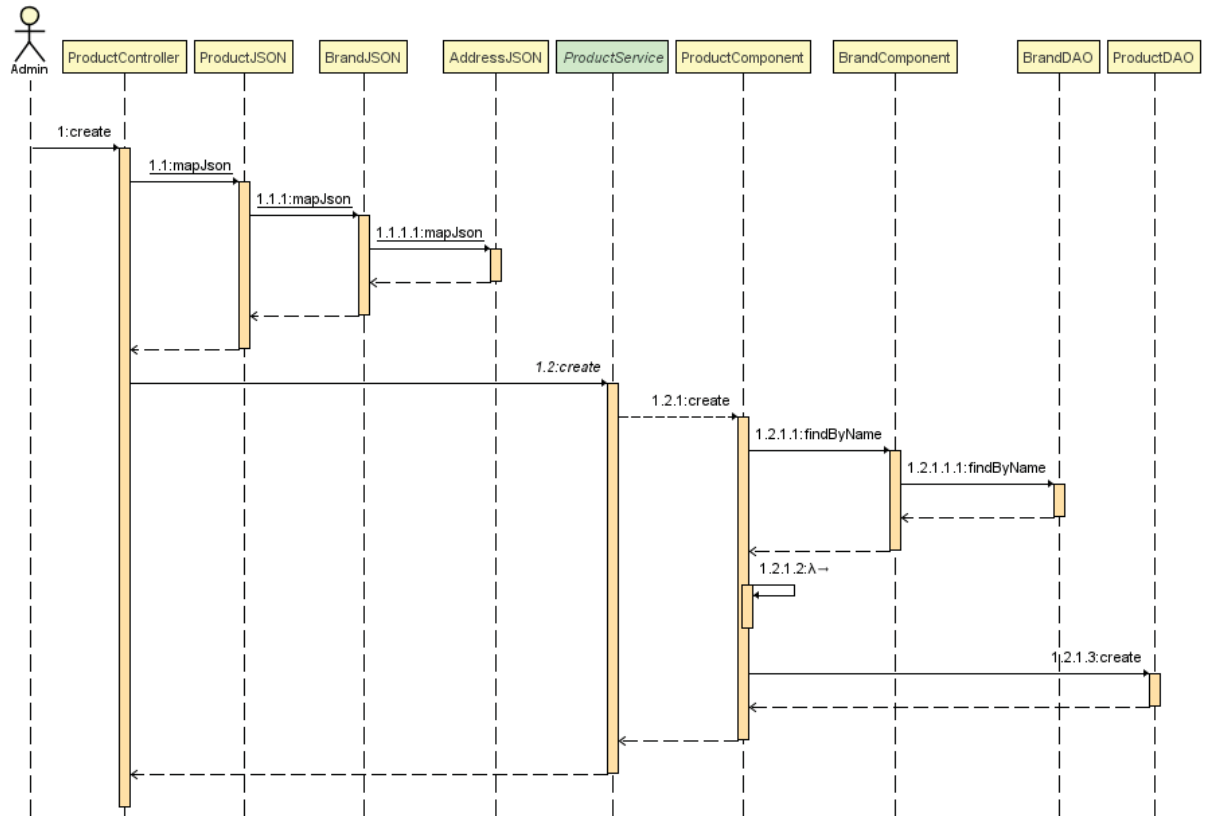 Admin
ProductController
ProductJSON
BrandJSON
AddressJSON
ProductService
ProductComponent
BrandComponent
BrandDAO
ProductDAO
1:create
1.1:mapJson
1.1.1:mapJson
1.1.1.1:mapJson
1.2:create
1.2.1:create
1.2.1.1:findByName
1.2.1.1.1:findByName
1.2.1.2:λ→
1.2.1.3:create